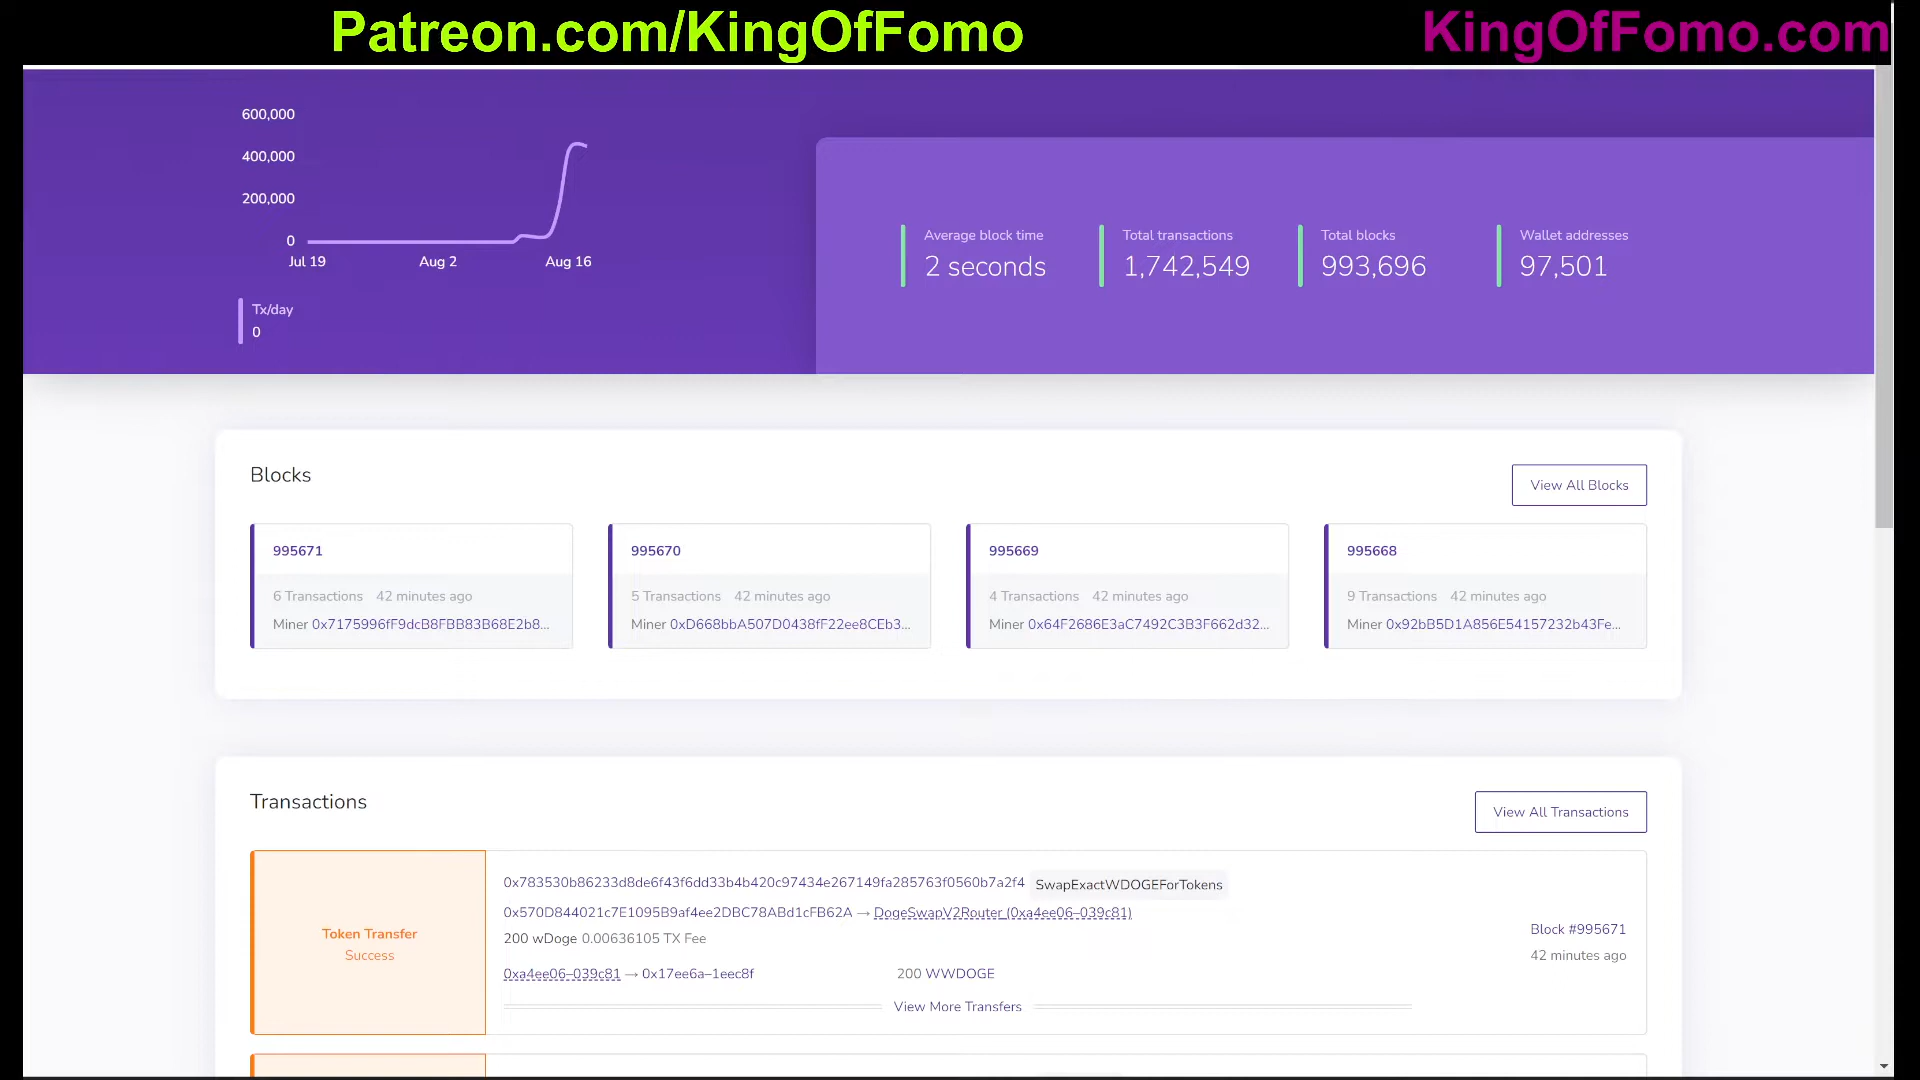 Patreon.com/KingOfFomo
KingOfFomo.com
600,000
400,000
200,000
0
Jul 19
Aug 2
Aug 16
Tx/day
0
Average block time
2 seconds
Total transactions
1,742,549
Total blocks
993,696
Wallet addresses
97,501
Blocks
View All Blocks
995671
6 Transactions 42 minutes ago
Miner 0x7175996fF9dcB8FBB83B68E2b8...
995670
5 Transactions 42 minutes ago
Miner 0xD668bbA507D0438fF22ee8CEb3...
995669
4 Transactions 42 minutes ago
Miner 0x64F2686E3aC7492C3B3F662d32...
995668
9 Transactions 42 minutes ago
Miner 0x92bB5D1A856E54157232b43Fe...
Transactions
View All Transactions
Token Transfer
Success
0x783530b86233d8de6f43f6dd33b4b420c97434e267149fa285763f0560b7a2f4 SwapExactWDOGEForTokens
0x570D844021c7E1095B9af4ee2DBC78ABd1cFB62A → DogeSwapV2Router (0xa4ee06–039c81)
200 wDoge 0.00636105 TX Fee
0xa4ee06–039c81 → 0x17ee6a–1eec8f 200 WWDOGE
View More Transfers
Block #995671
42 minutes ago